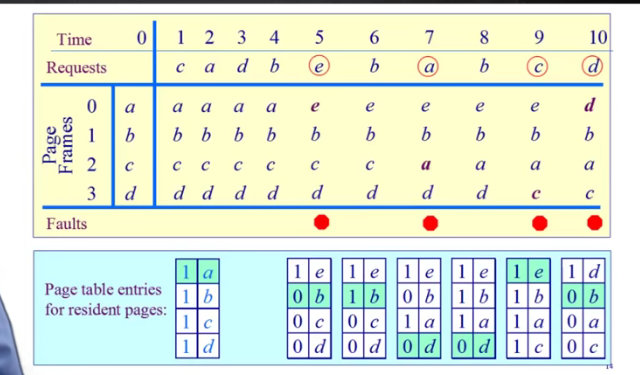 Time 0 1 2 3 4 5 6 7 8 9 10
Requests c a d b e b a b c d
Page Frames
0 a a a a a e e e e e d
1 b b b b b b b b b b b
2 c c c c c c c a a a a
3 d d d d d d d d d c c
Faults
Page table entries
for resident pages:
1 a 1 e 1 e 1 e 1 e 1 e 1 d
1 b 0 b 1 b 0 b 1 b 1 b 0 b
1 c 0 c 0 c 1 a 1 a 1 a 0 a
1 d 0 d 0 d 0 d 0 d 1 c 0 c
14